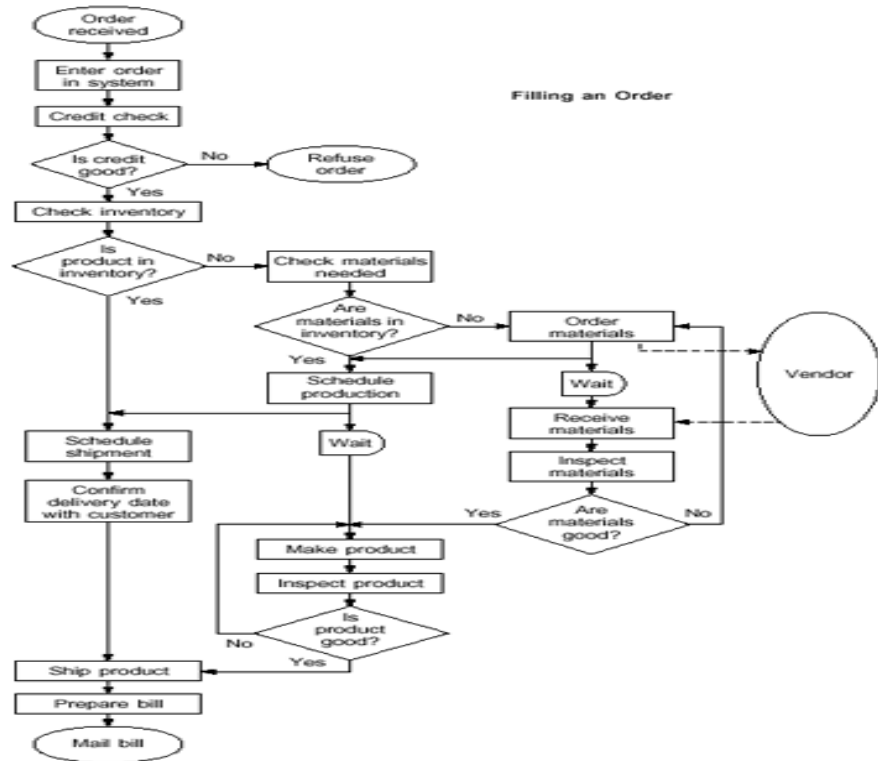 Order
received
Enter order
in system
Filling an Order
Credit check
Is credit
good?
No
Refuse
order
Yes
Check inventory
Is
product in
inventory?
No
Check materials
needed
Yes
Are
materials in
inventory?
No
Order
materials
Yes
Vendor
Schedule
production
Wait
Receive
materials
Schedule
shipment
Wait
Inspect
materials
Confirm
delivery date
with customer
Yes
Are
materials
good?
No
Make product
Inspect product
Is
product
good?
No
Yes
Ship product
Prepare bill
Mail bill